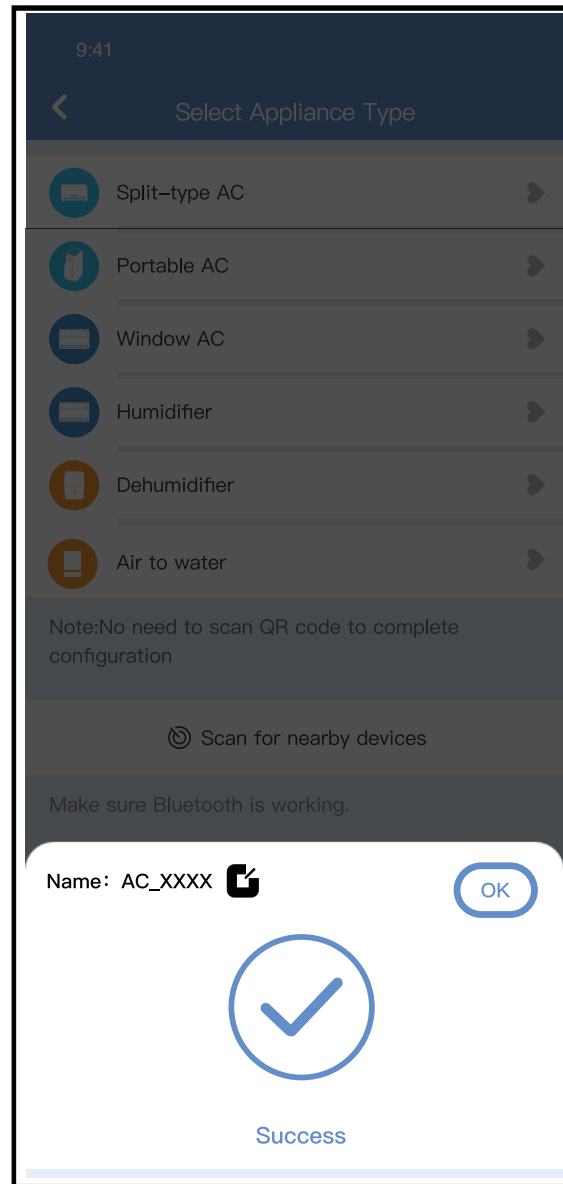 9:41
Select Appliance Type
Split-type AC
Portable AC
Window AC
Humidifier
Dehumidifier
Air to water
Note:No need to scan QR code to complete
configuration
Scan for nearby devices
Make sure Bluetooth is working.
Name: AC_XXXX
OK
Success